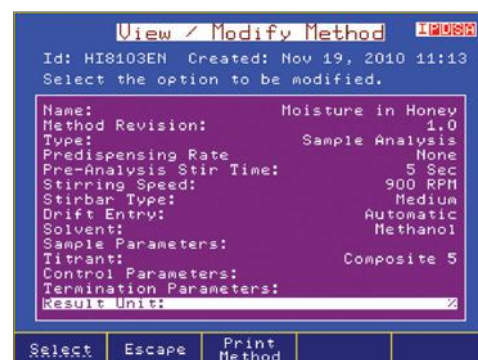 View / Modify Method IPDSA
Id: HI8103EN Created: Nov 19, 2010 11:13
Select the option to be modified.
Name: Moisture in Honey
Method Revision: 1.0
Type: Sample Analysis
Predispensing Rate None
Pre-Analysis Stir Time: 5 Sec
Stirring Speed: 900 RPM
Stirbar Type: Medium
Drift Entry: Automatic
Solvent: Methanol
Sample Parameters:
Titrant: Composite 5
Control Parameters:
Termination Parameters:
Result Unit: %
Select Escape Print
Method